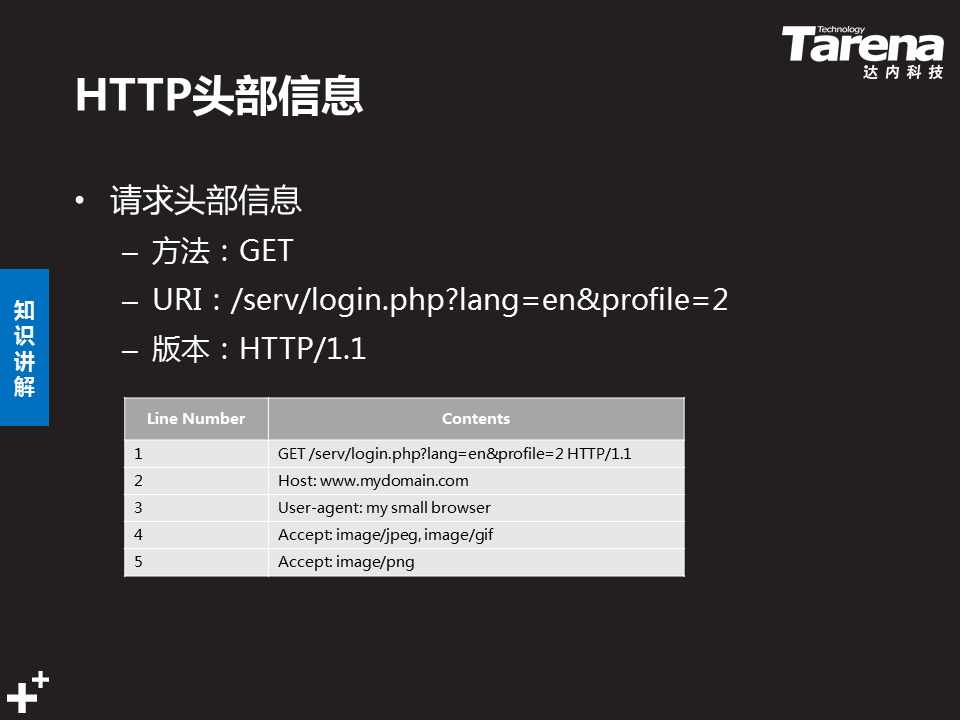 Technology
Tarena
达内科技
HTTP头部信息
• 请求头部信息
– 方法：GET
– URI：/serv/login.php?lang=en&profile=2
– 版本：HTTP/1.1
知识讲解
Line Number Contents
1 GET /serv/login.php?lang=en&profile=2 HTTP/1.1
2 Host: www.mydomain.com
3 User-agent: my small browser
4 Accept: image/jpeg, image/gif
5 Accept: image/png